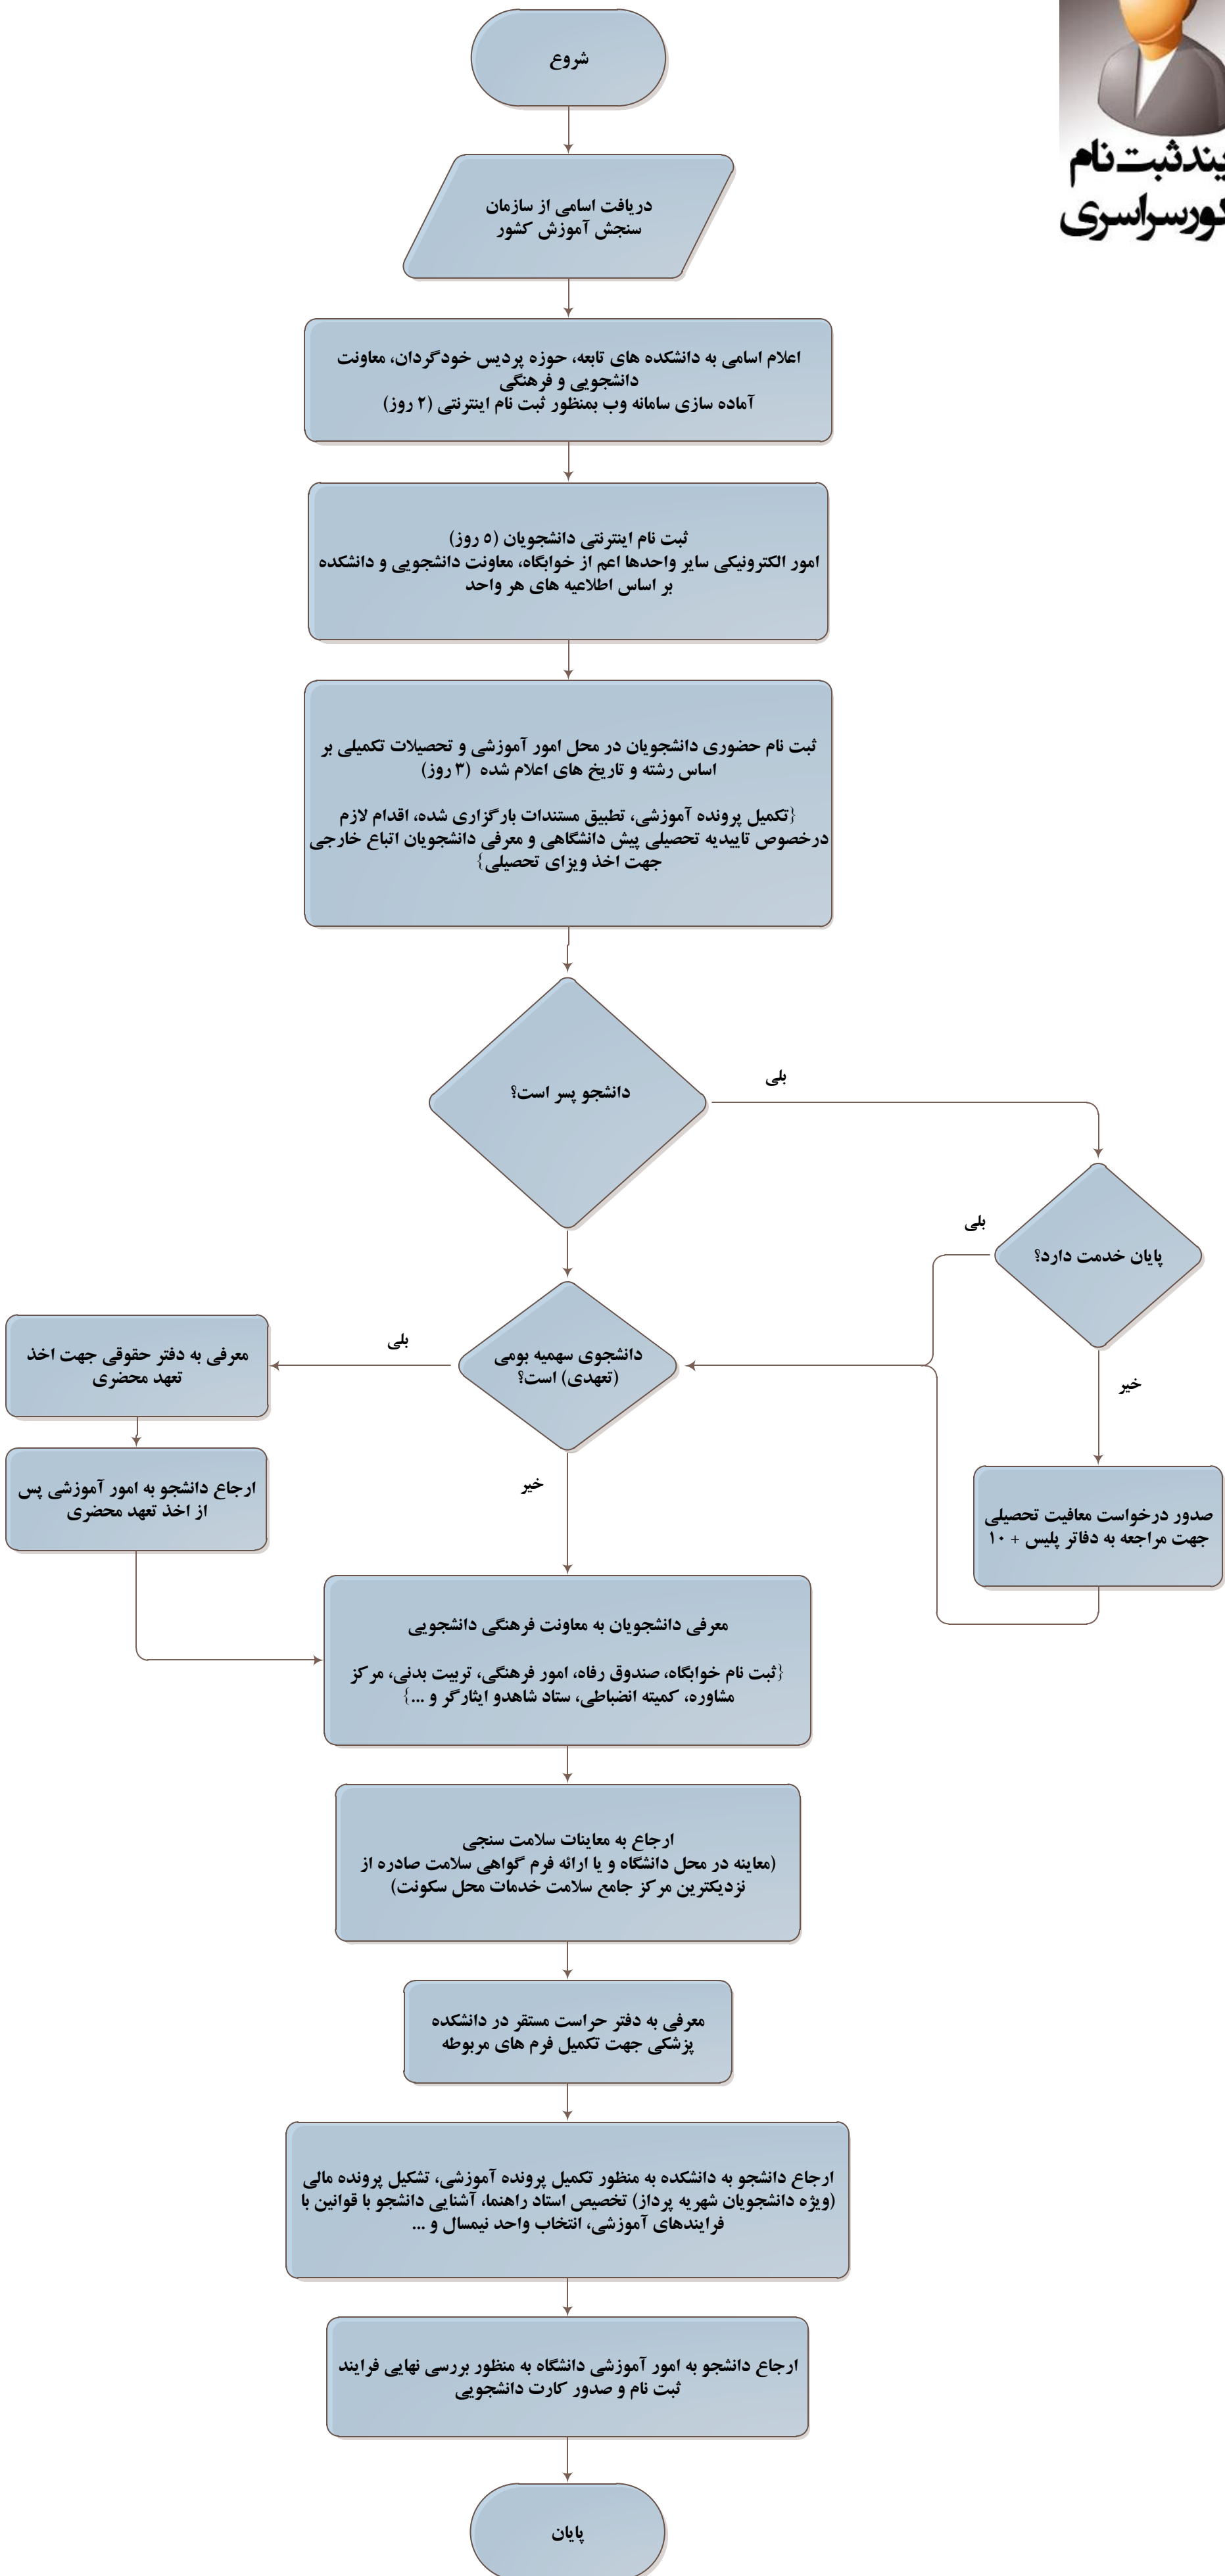 شروع
یند ثبت نام
ورسراسری
دریافت اسامی از سازمان
سنجش آموزش کشور
اعلام اسامی به دانشکده های تابعه، حوزه پردیس خودگردان، معاونت
دانشجویی و فرهنگی
آماده سازی سامانه وب بمنظور ثبت نام اینترنتی (۲ روز)
ثبت نام اینترنتی دانشجویان (۵ روز)
امور الکترونیکی سایر واحدها اعم از خوابگاه، معاونت دانشجویی و دانشکده
بر اساس اطلاعیه های هر واحد
ثبت نام حضوری دانشجویان در محل امور آموزشی و تحصیلات تکمیلی بر
اساس رشته و تاریخ های اعلام شده (۳ روز)
{تکمیل پرونده آموزشی، تطبیق مستندات بارگزاری شده، اقدام لازم
درخصوص تاییدیه تحصیلی پیش دانشگاهی و معرفی دانشجویان اتباع خارجی
جهت اخذ ویزای تحصیلی}
دانشجو پسر است؟
بلی
پایان خدمت دارد؟
بلی
خیر
صدور درخواست معافیت تحصیلی
جهت مراجعه به دفاتر پلیس + ۱۰
دانشجوی سهمیه بومی
(تعهدی) است؟
بلی
خیر
معرفی به دفتر حقوقی جهت اخذ
تعهد محضری
ارجاع دانشجو به امور آموزشی پس
از اخذ تعهد محضری
معرفی دانشجویان به معاونت فرهنگی دانشجویی
{ثبت نام خوابگاه، صندوق رفاه، امور فرهنگی، تربیت بدنی، مرکز
مشاوره، کمیته انضباطی، ستاد شاهدو ایثارگر و ...}
ارجاع به معاینات سلامت سنجی
(معاینه در محل دانشگاه و یا ارائه فرم گواهی سلامت صادره از
نزدیکترین مرکز جامع سلامت خدمات محل سکونت)
معرفی به دفتر حراست مستقر در دانشکده
پزشکی جهت تکمیل فرم های مربوطه
ارجاع دانشجو به دانشکده به منظور تکمیل پرونده آموزشی، تشکیل پرونده مالی
(ویژه دانشجویان شهریه پرداز) تخصیص استاد راهنما، آشنایی دانشجو با قوانین با
فرایندهای آموزشی، انتخاب واحد نیمسال و ...
ارجاع دانشجو به امور آموزشی دانشگاه به منظور بررسی نهایی فرایند
ثبت نام و صدور کارت دانشجویی
پایان